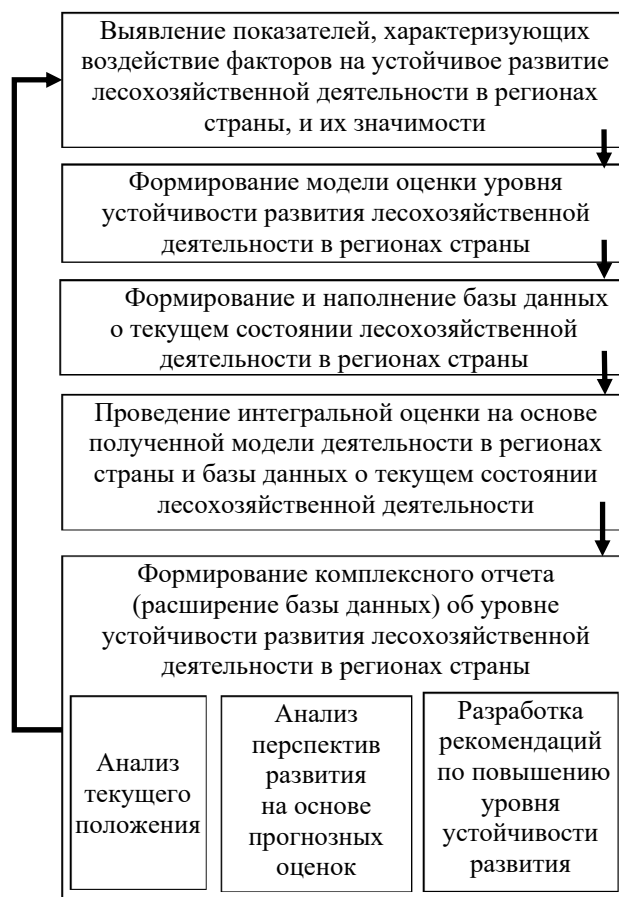 Выявление показателей, характеризующих
воздействие факторов на устойчивое развитие
лесохозяйственной деятельности в регионах
страны, и их значимости
Формирование модели оценки уровня
устойчивости развития лесохозяйственной
деятельности в регионах страны
Формирование и наполнение базы данных
о текущем состоянии лесохозяйственной
деятельности в регионах страны
Проведение интегральной оценки на основе
полученной модели деятельности в регионах
страны и базы данных о текущем состоянии
лесохозяйственной деятельности
Формирование комплексного отчета
(расширение базы данных) об уровне
устойчивости развития лесохозяйственной
деятельности в регионах страны
Анализ
текущего
положения
Анализ
перспектив
развития
на основе
прогнозных
оценок
Разработка
рекомендаций
по повышению
уровня
устойчивости
развития